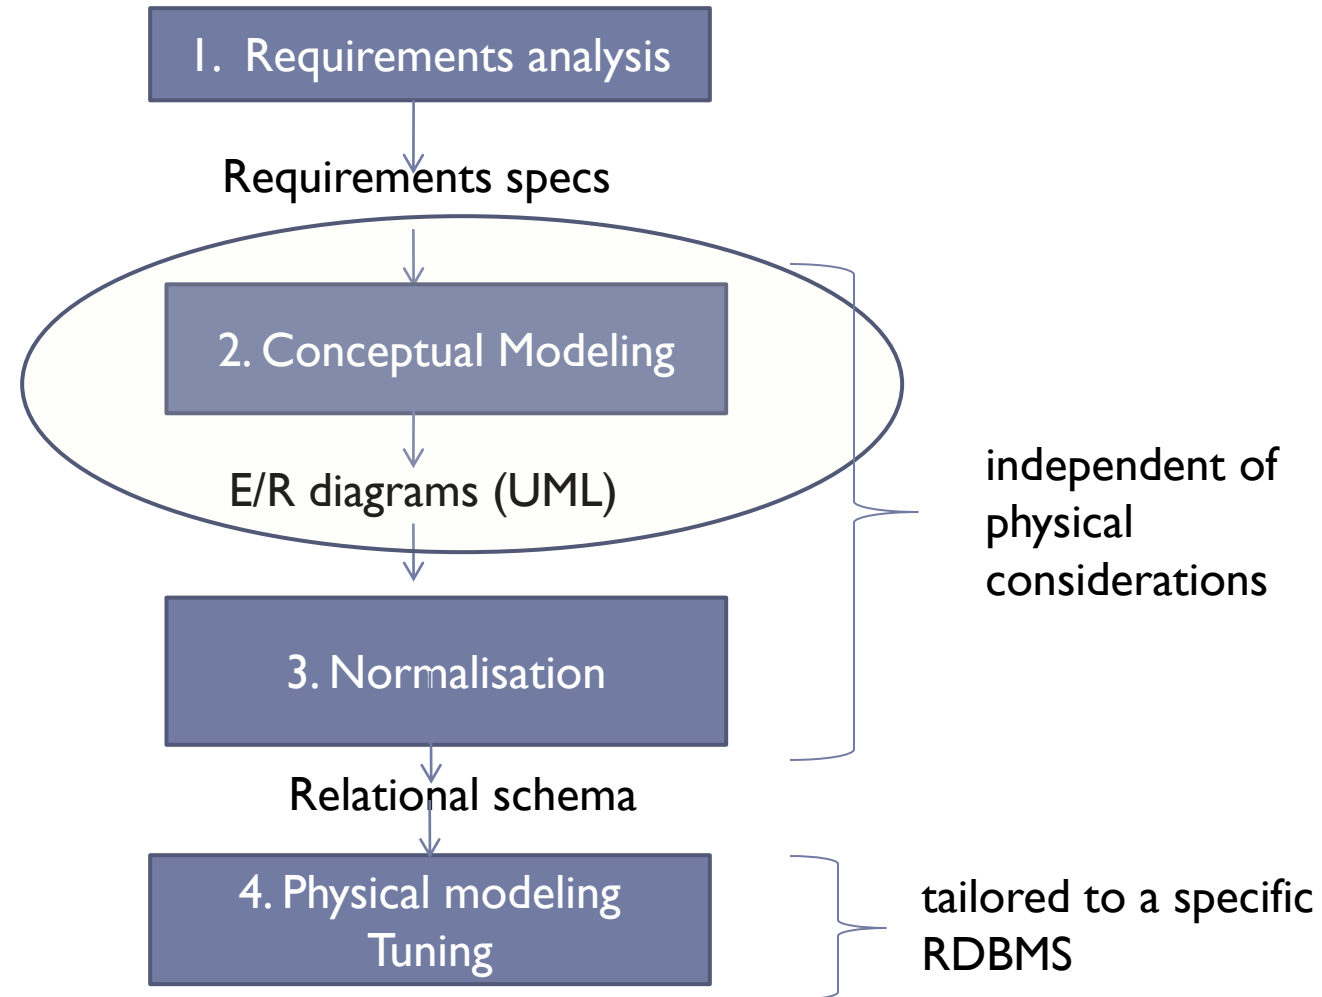 1. Requirements analysis
Requirements specs
2. Conceptual Modeling
E/R diagrams (UML)
independent of
physical
considerations
3. Normalisation
Relational schema
4. Physical modeling
Tuning
tailored to a specific
RDBMS